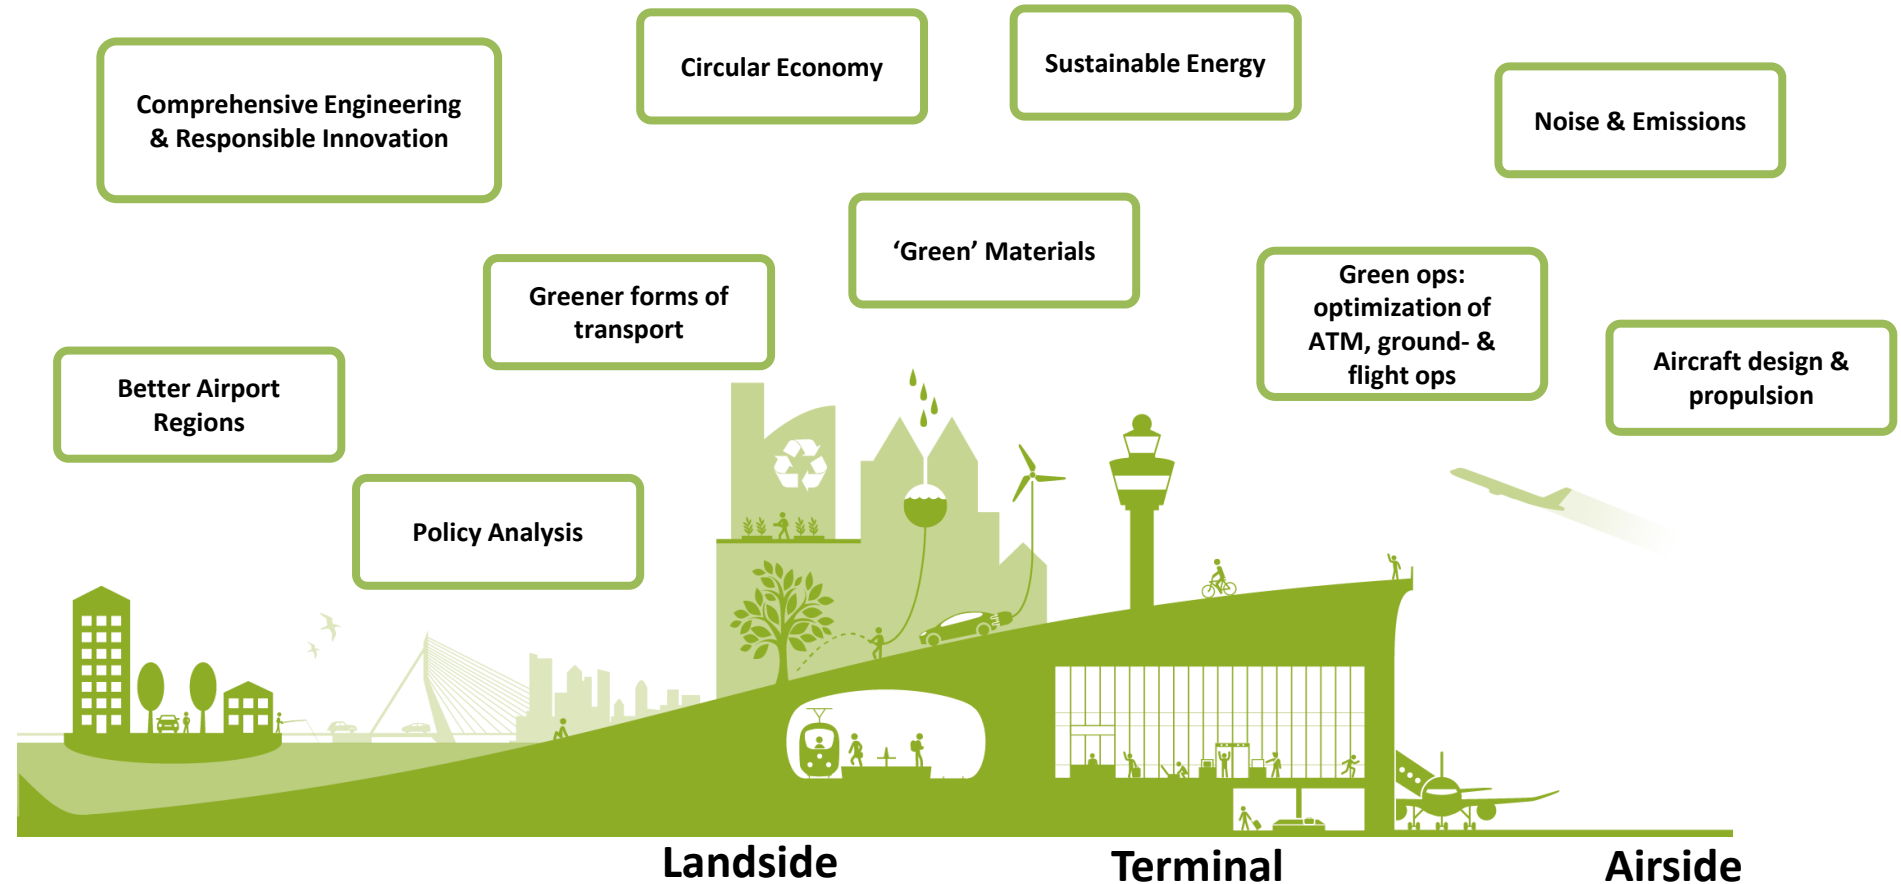 Comprehensive Engineering
& Responsible Innovation
Circular Economy
Sustainable Energy
Noise & Emissions
‘Green’ Materials
Greener forms of
transport
Green ops:
optimization of
ATM, ground- &
flight ops
Aircraft design &
propulsion
Better Airport
Regions
Policy Analysis
Landside
Terminal
Airside